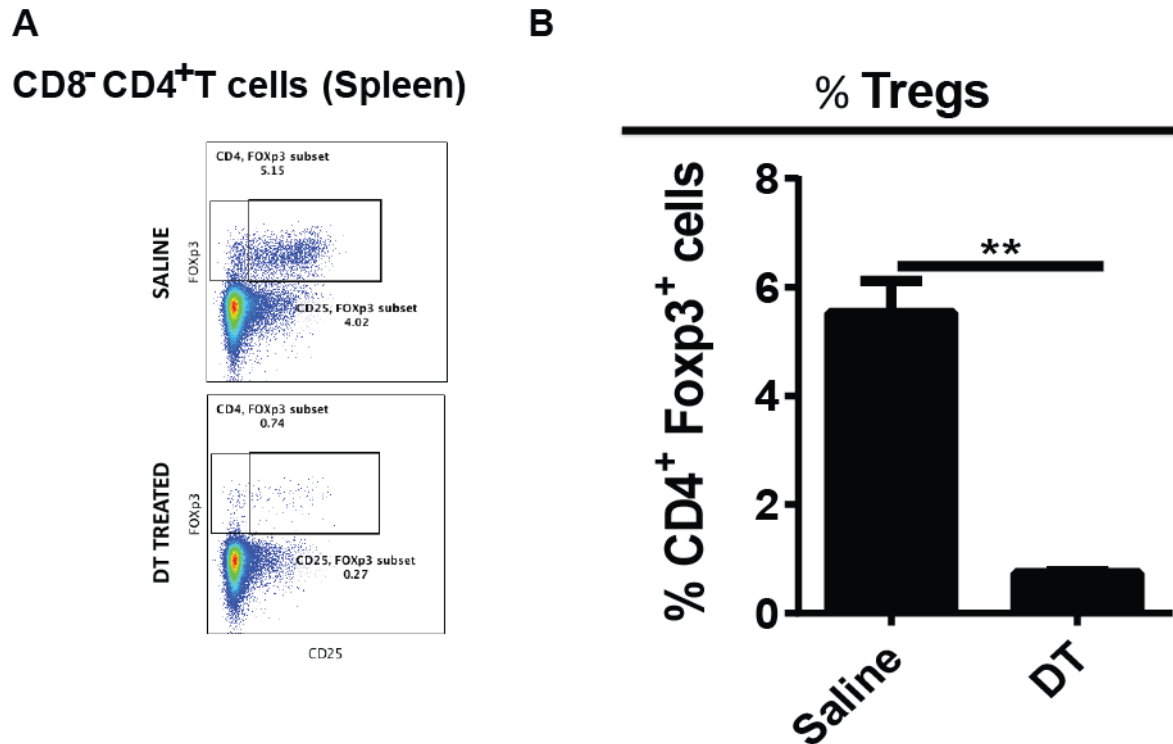 A
CD8⁻ CD4⁺T cells (Spleen)
SALINE
FOXp3
CD4, FOXp3 subset
5.15
CD25, FOXp3 subset
4.02
DT TREATED
FOXp3
CD4, FOXp3 subset
0.74
CD25, FOXp3 subset
0.27
CD25
B
% Tregs
% CD4⁺ Foxp3⁺ cells
8
6
4
2
0
**
Saline
DT